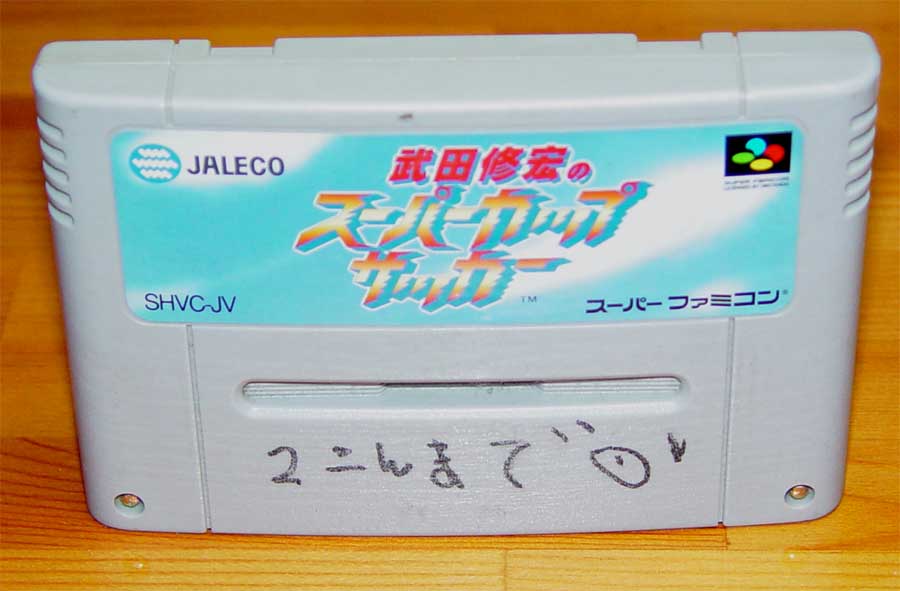 JALECO
武田修宏の
スーパーカップ
サッカー
TM
SHVC-JV
スーパーファミコン®
2こんまで